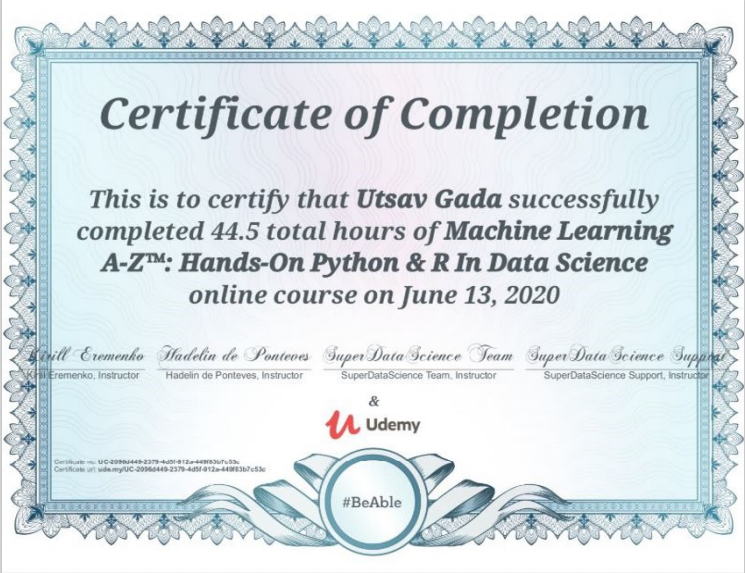 Certificate of Completion
This is to certify that Utsav Gada successfully
completed 44.5 total hours of Machine Learning
A-Z™: Hands-On Python & R In Data Science
online course on June 13, 2020
Kirill Eremenko Hadelin de Ponteves SuperDataScience Team SuperDataScience Support
Kirill Eremenko, Instructor Hadelin de Ponteves, Instructor SuperDataScience Team, Instructor SuperDataScience Support, Instructor
&
Udemy
Certificate no: UC-2096d449-2379-4d5f-912a-449f83b7c53c
Certificate url: ude.my/UC-2096d449-2379-4d5f-912a-449f83b7c53c
#BeAble